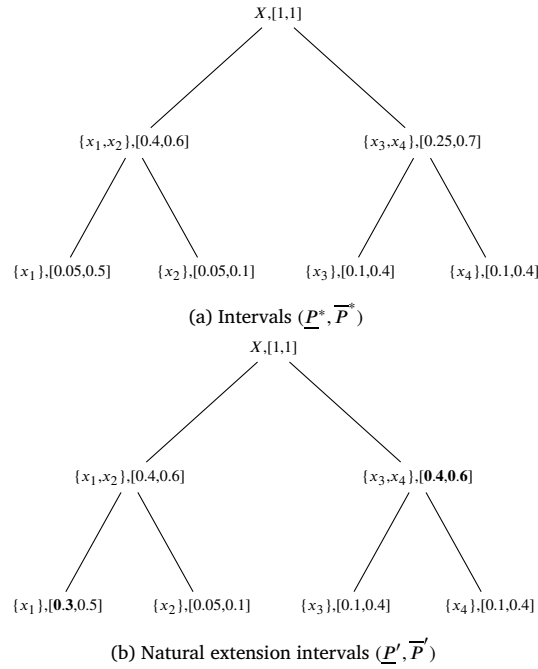 X,[1,1]
{x₁,x₂},[0.4,0.6] {x₃,x₄},[0.25,0.7]
{x₁},[0.05,0.5] {x₂},[0.05,0.1] {x₃},[0.1,0.4] {x₄},[0.1,0.4]
(a) Intervals (P̲*, P̅*)
X,[1,1]
{x₁,x₂},[0.4,0.6] {x₃,x₄},[0.4,0.6]
{x₁},[0.3,0.5] {x₂},[0.05,0.1] {x₃},[0.1,0.4] {x₄},[0.1,0.4]
(b) Natural extension intervals (P̲′, P̅′)